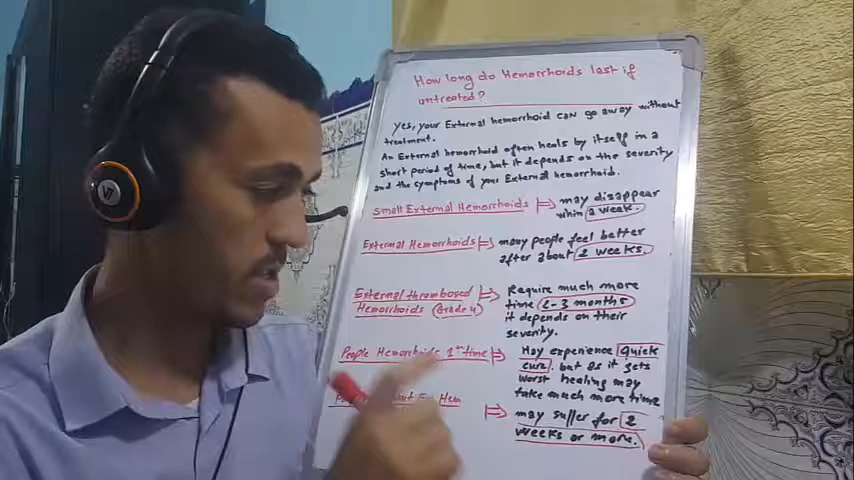 How long do Hemorrhoids last if
untreated?
Yes, Your External hemorrhoid can go away without
treatment.
An External hemorrhoid often heals by itself in a
short period of time, but it depends on the severity
and the symptoms of your External hemorrhoid.
Small External Hemorrhoids may disappear
within a week.
External Hemorrhoids many people feel better
after about 2 weeks
External thrombosed Require much more
Hemorrhoids (Grade 4) time 2-3 months
it depends on their
severity.
People Hemorrhoids 1st time May experience quick
cure. but as it gets
worst healing may
take more time
Hem may suffer for 2
weeks or more.